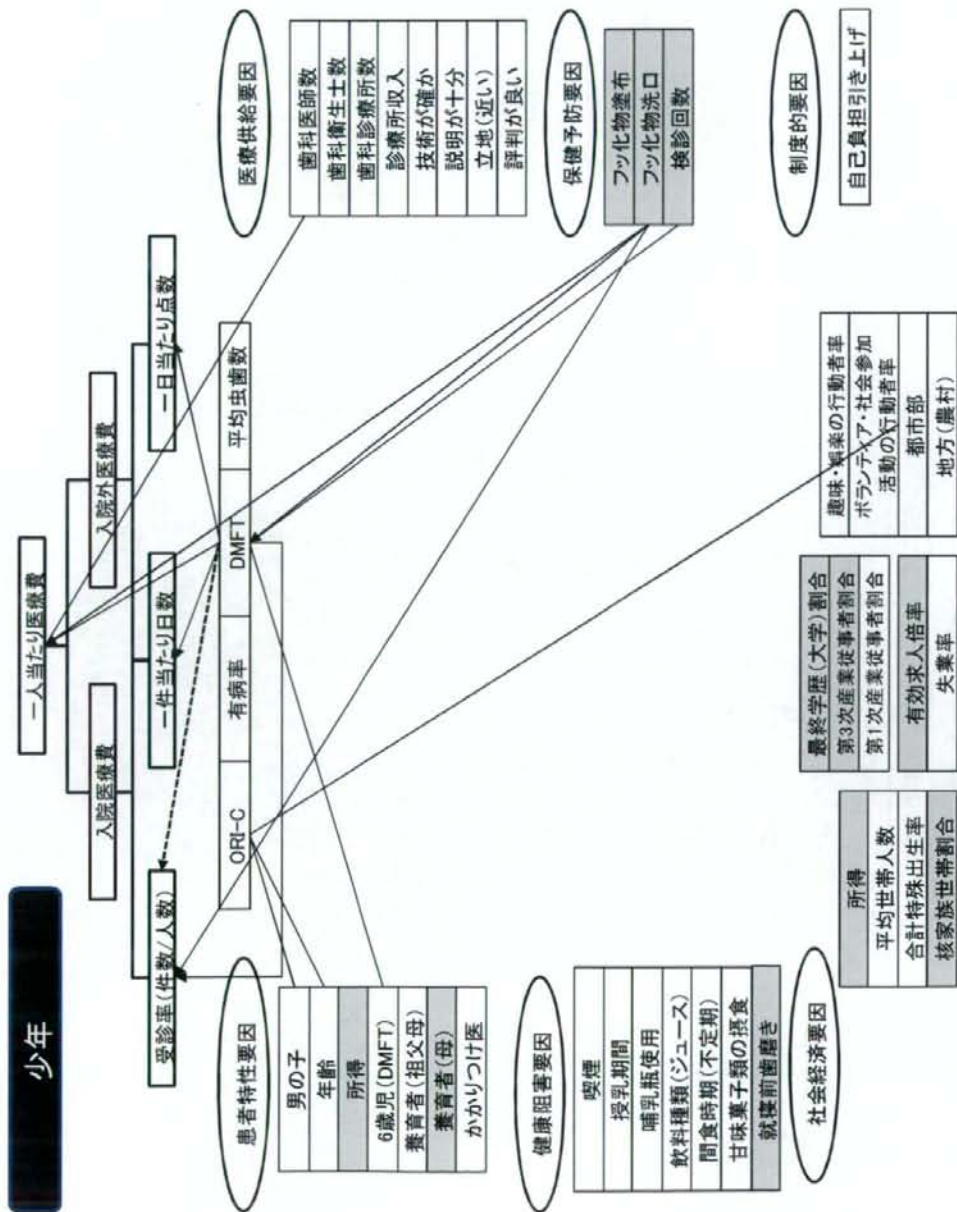 少年
一人当たり医療費
入院医療費
入院外医療費
受診率(件数/人数)
一件当たり日数
一日当たり点数
ORI-C
有病率
DMFT
平均虫歯数
患者特性要因
男の子
年齢
所得
6歳児(DMFT)
養育者(祖父母)
養育者(母)
かかりつけ医
健康阻害要因
喫煙
授乳期間
哺乳瓶使用
飲料種類(ジュース)
間食時期(不定期)
甘味菓子類の摂食
就寝前歯磨き
社会経済要因
所得
平均世帯人数
合計特殊出生率
核家族世帯割合
最終学歴(大学)割合
第3次産業従事者割合
第1次産業従事者割合
有効求人倍率
失業率
趣味・娯楽の行動者率
ボランティア・社会参加
活動の行動者率
都市部
地方(農村)
医療供給要因
歯科医師数
歯科衛生士数
歯科診療所数
診療所収入
技術が確か
説明が十分
立地(近い)
評判が良い
保健予防要因
フッ化物塗布
フッ化物洗口
検診回数
制度的要因
自己負担引き上げ